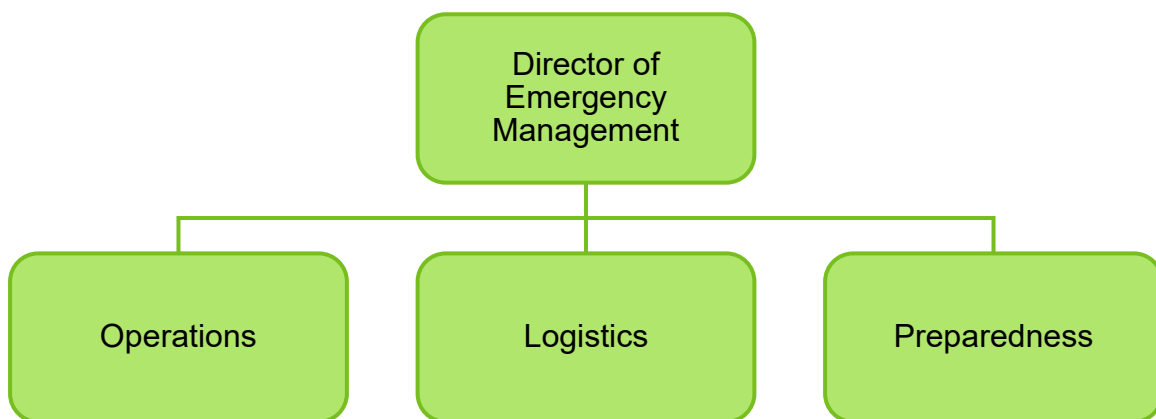 Director of
Emergency
Management
Operations
Logistics
Preparedness